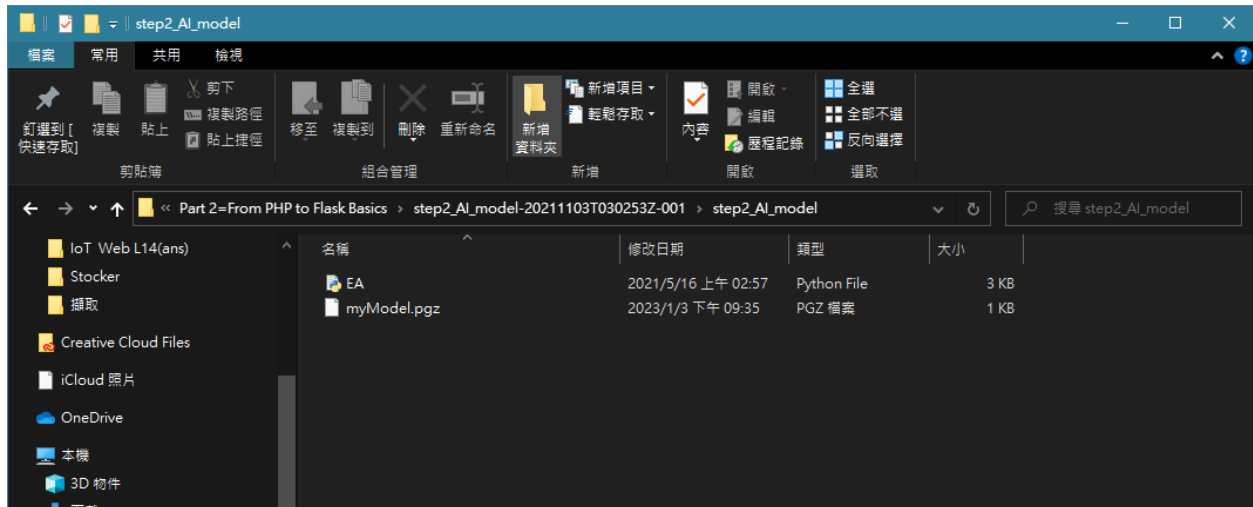 step2_AI_model
檔案 常用 共用 檢視
釘選到 [快速存取]
複製
貼上
剪下
複製路徑
貼上捷徑
移至
複製到
刪除
重新命名
新增資料夾
新增項目
輕鬆存取
內容
開啟
編輯
歷程記錄
全選
全部不選
反向選擇
剪貼簿 組合管理 新增 開啟 選取
« Part 2=From PHP to Flask Basics › step2_AI_model-20211103T030253Z-001 › step2_AI_model
搜尋 step2_AI_model
名稱 修改日期 類型 大小
IoT Web L14(ans)
Stocker
擷取
Creative Cloud Files
iCloud 照片
OneDrive
本機
3D 物件
EA 2021/5/16 上午 02:57 Python File 3 KB
myModel.pgz 2023/1/3 下午 09:35 PGZ 檔案 1 KB